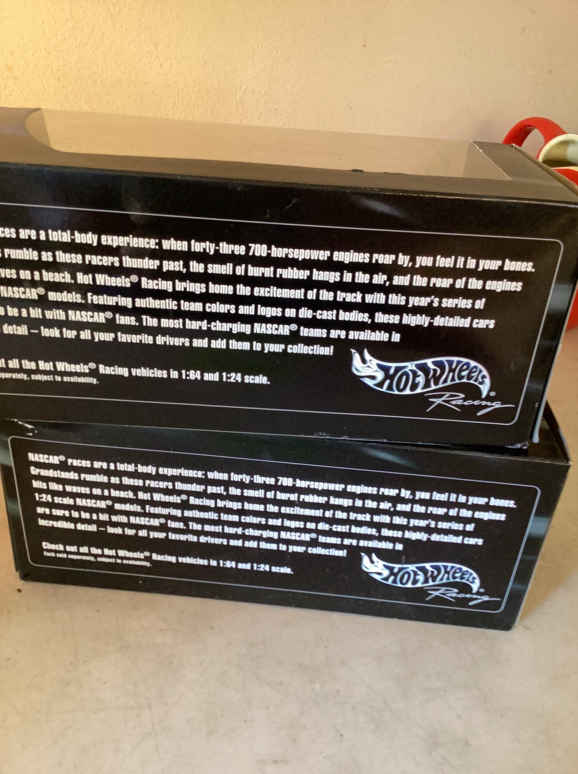 ces are a total-body experience: when forty-three 700-horsepower engines roar by, you feel it in your bones.
rumble as these racers thunder past, the smell of burnt rubber hangs in the air, and the roar of the engines
ves on a beach. Hot Wheels® Racing brings home the excitement of the track with this year's series of
NASCAR® models. Featuring authentic team colors and logos on die-cast bodies, these highly-detailed cars
o be a hit with NASCAR® fans. The most hard-charging NASCAR® teams are available in
detail – look for all your favorite drivers and add them to your collection!
ut all the Hot Wheels® Racing vehicles in 1:64 and 1:24 scale.
eparately, subject to availability.
HOT WHEELS®
Racing
NASCAR® races are a total-body experience: when forty-three 700-horsepower engines roar by, you feel it in your bones.
Grandstands rumble as these racers thunder past, the smell of burnt rubber hangs in the air, and the roar of the engines
hits like waves on a beach. Hot Wheels® Racing brings home the excitement of the track with this year's series of
1:24 scale NASCAR® models. Featuring authentic team colors and logos on die-cast bodies, these highly-detailed cars
are sure to be a hit with NASCAR® fans. The most hard-charging NASCAR® teams are available in
incredible detail – look for all your favorite drivers and add them to your collection!
Check out all the Hot Wheels® Racing vehicles in 1:64 and 1:24 scale.
Each sold separately, subject to availability.
HOT WHEELS®
Racing